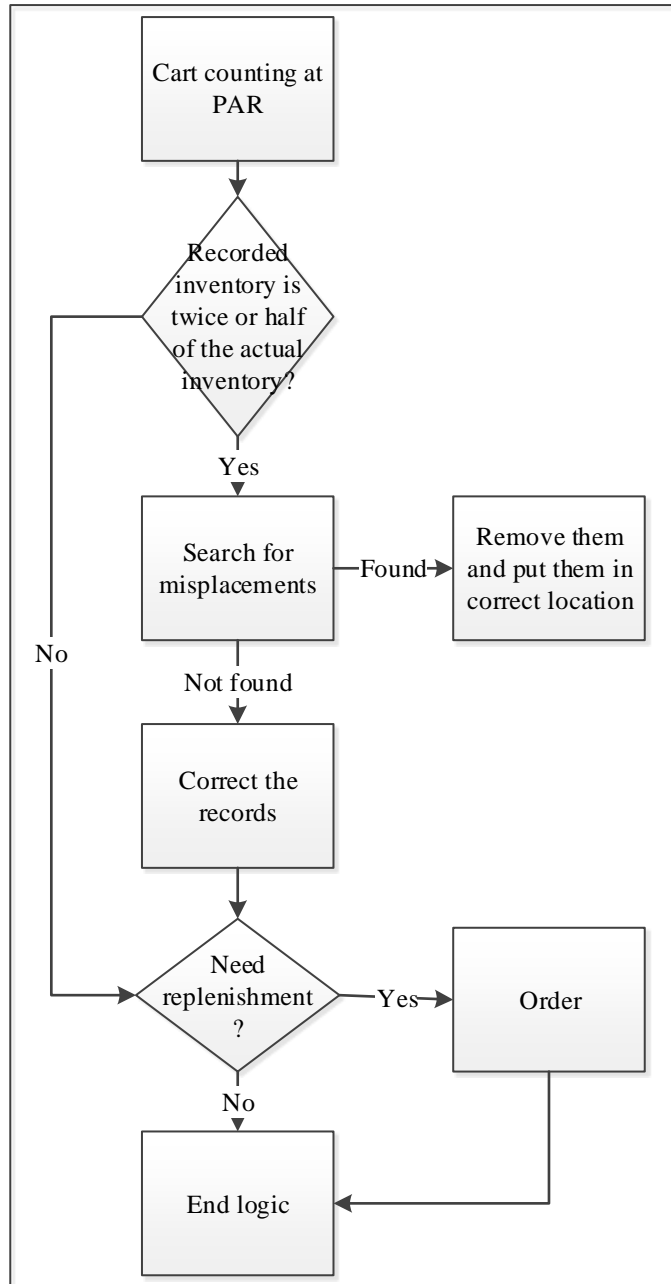 Cart counting at
PAR
Recorded
inventory is
twice or half
of the actual
inventory?
Yes
Search for
misplacements
Found
Remove them
and put them in
correct location
No
Not found
Correct the
records
Need
replenishment
?
Yes
Order
No
End logic